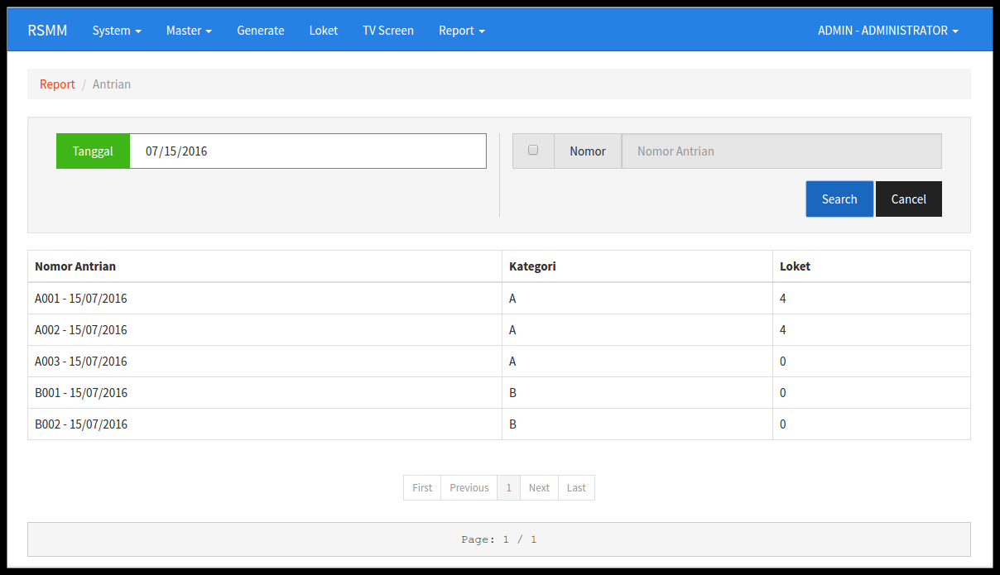 RSMM System Master Generate Loket TV Screen Report ADMIN - ADMINISTRATOR
Report / Antrian
Tanggal 07/15/2016 Nomor Nomor Antrian
Search Cancel
Nomor Antrian Kategori Loket
A001 - 15/07/2016 A 4
A002 - 15/07/2016 A 4
A003 - 15/07/2016 A 0
B001 - 15/07/2016 B 0
B002 - 15/07/2016 B 0
First Previous 1 Next Last
Page: 1 / 1